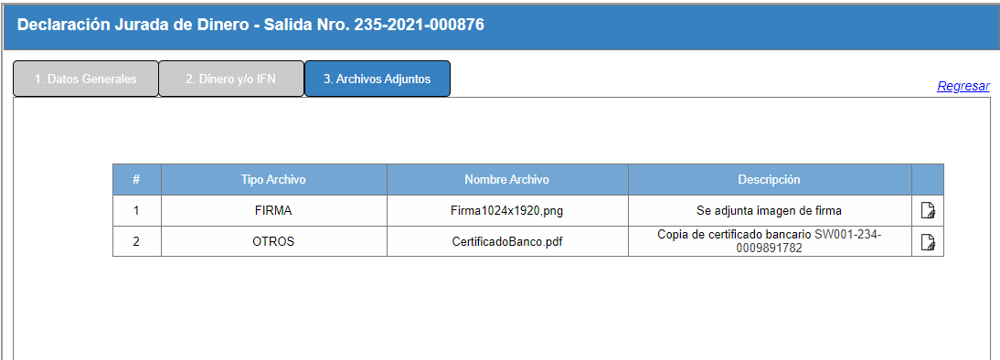 Declaración Jurada de Dinero - Salida Nro. 235-2021-000876
1. Datos Generales
2. Dinero y/o IFN
3. Archivos Adjuntos
Regresar
# Tipo Archivo Nombre Archivo Descripción
1 FIRMA Firma1024x1920,png Se adjunta imagen de firma
2 OTROS CertificadoBanco.pdf Copia de certificado bancario SW001-234-
0009891782